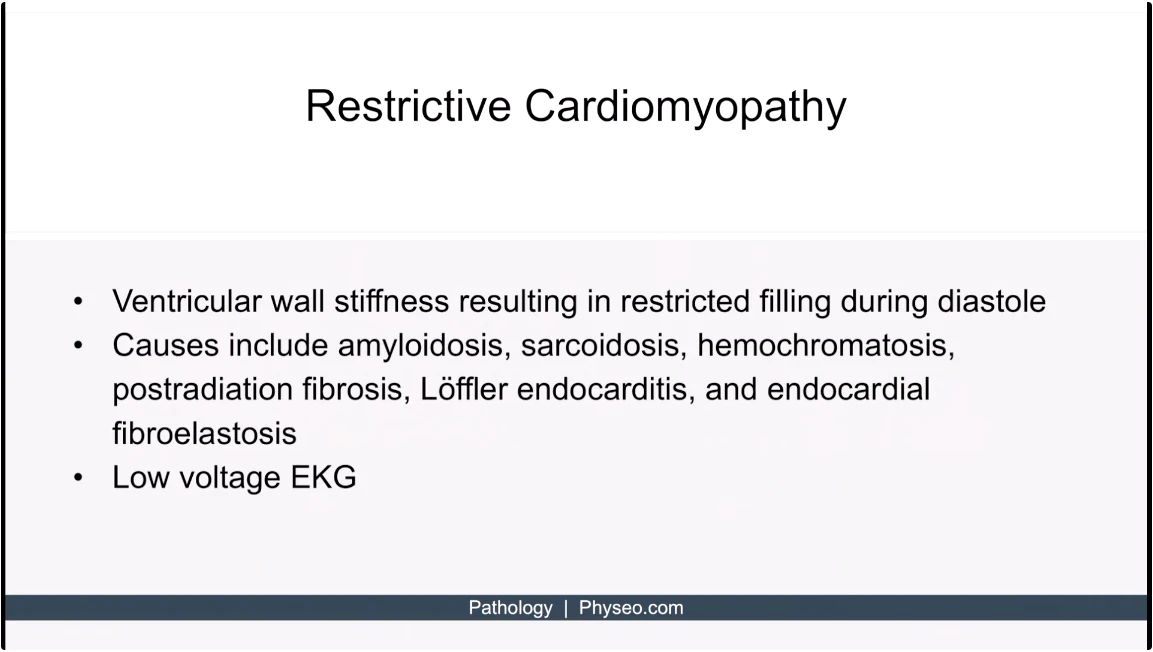 Restrictive Cardiomyopathy
• Ventricular wall stiffness resulting in restricted filling during diastole
• Causes include amyloidosis, sarcoidosis, hemochromatosis,
postradiation fibrosis, Löffler endocarditis, and endocardial
fibroelastosis
• Low voltage EKG
Pathology | Physeo.com